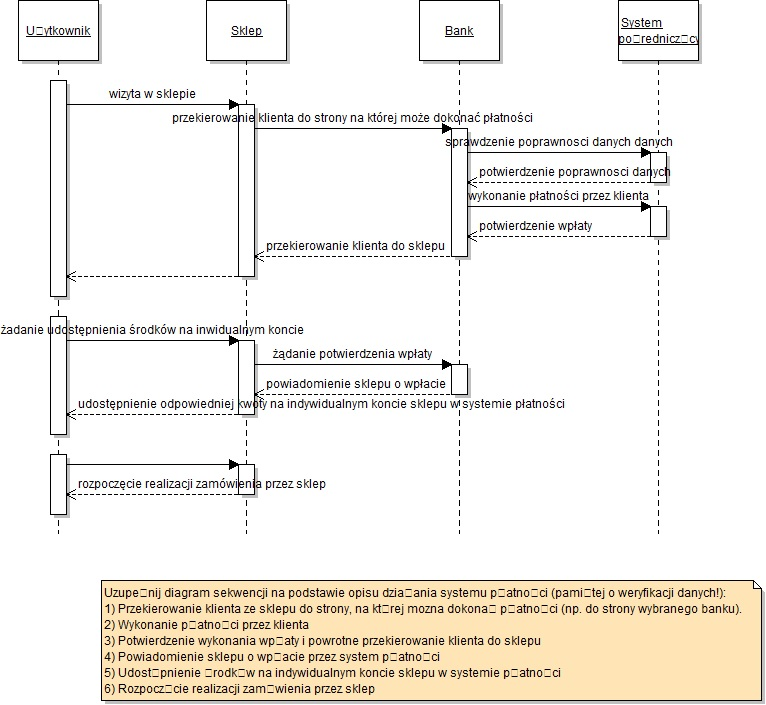 U□ytkownik
Sklep
Bank
System
po□rednicz□cy
wizyta w sklepie
przekierowanie klienta do strony na której może dokonać płatności
sprawdzenie poprawnosci danych danych
potwierdzenie poprawnosci danych
wykonanie płatności przez klienta
potwierdzenie wpłaty
przekierowanie klienta do sklepu
żadanie udostępnienia środków na inwidualnym koncie
żądanie potwierdzenia wpłaty
powiadomienie sklepu o wpłacie
udostępnienie odpowiedniej kwoty na indywidualnym koncie sklepu w systemie płatności
rozpoczęcie realizacji zamówienia przez sklep
Uzupe□nij diagram sekwencji na podstawie opisu dzia□ania systemu p□atno□ci (pami□tej o weryfikacji danych!):
1) Przekierowanie klienta ze sklepu do strony, na kt□rej mozna dokona□ p□atno□ci (np. do strony wybranego banku).
2) Wykonanie p□atno□ci przez klienta
3) Potwierdzenie wykonania wp□aty i powrotne przekierowanie klienta do sklepu
4) Powiadomienie sklepu o wp□acie przez system p□atno□ci
5) Udost□pnienie □rodk□w na indywidualnym koncie sklepu w systemie p□atno□ci
6) Rozpocz□cie realizacji zam□wienia przez sklep